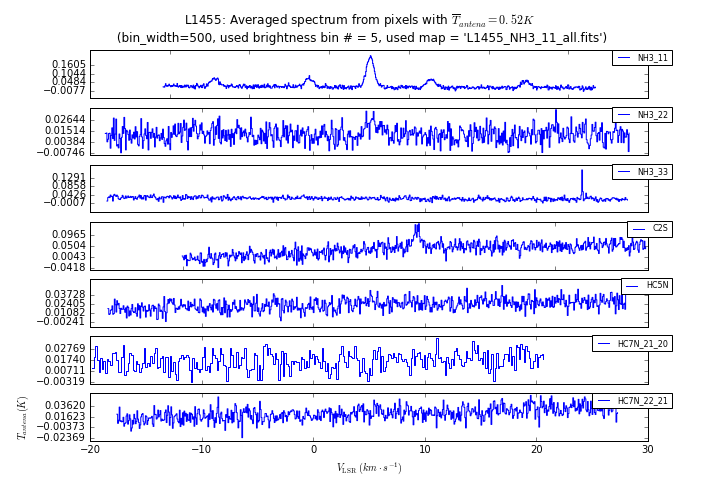 L1455: Averaged spectrum from pixels with T̅antena = 0.52K
(bin_width=500, used brightness bin # = 5, used map = 'L1455_NH3_11_all.fits')
NH3_11
0.1605
0.1044
0.0484
−0.0077
NH3_22
0.02644
0.01514
0.00384
−0.00746
NH3_33
0.1291
0.0858
0.0426
−0.0007
C2S
0.0965
0.0504
0.0043
−0.0418
HC5N
0.03728
0.02405
0.01082
−0.00241
HC7N_21_20
0.02769
0.01740
0.00711
−0.00319
HC7N_22_21
0.03620
0.01623
−0.00373
−0.02369
Tantena(K)
−20 −10 0 10 20 30
VLSR (km · s−1)